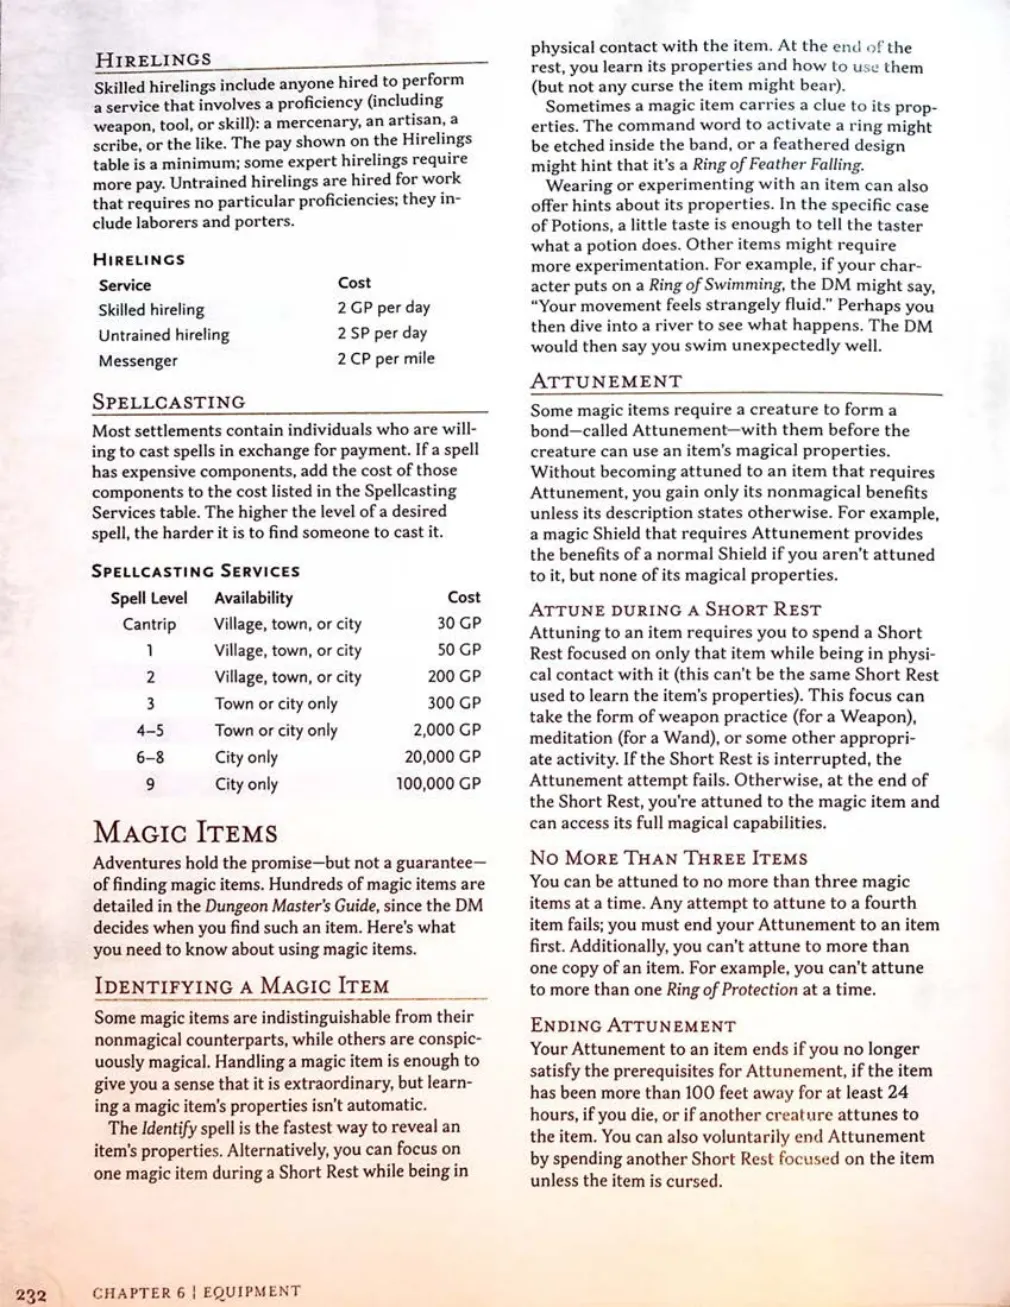 HIRELINGS
Skilled hirelings include anyone hired to perform
a service that involves a proficiency (including
weapon, tool, or skill): a mercenary, an artisan, a
scribe, or the like. The pay shown on the Hirelings
table is a minimum; some expert hirelings require
more pay. Untrained hirelings are hired for work
that requires no particular proficiencies; they in-
clude laborers and porters.
HIRELINGS
Service Cost
Skilled hireling 2 GP per day
Untrained hireling 2 SP per day
Messenger 2 CP per mile
SPELLCASTING
Most settlements contain individuals who are will-
ing to cast spells in exchange for payment. If a spell
has expensive components, add the cost of those
components to the cost listed in the Spellcasting
Services table. The higher the level of a desired
spell, the harder it is to find someone to cast it.
SPELLCASTING SERVICES
Spell Level Availability Cost
Cantrip Village, town, or city 30 GP
1 Village, town, or city 50 GP
2 Village, town, or city 200 GP
3 Town or city only 300 GP
4–5 Town or city only 2,000 GP
6–8 City only 20,000 GP
9 City only 100,000 GP
MAGIC ITEMS
Adventures hold the promise—but not a guarantee—
of finding magic items. Hundreds of magic items are
detailed in the Dungeon Master's Guide, since the DM
decides when you find such an item. Here's what
you need to know about using magic items.
IDENTIFYING A MAGIC ITEM
Some magic items are indistinguishable from their
nonmagical counterparts, while others are conspic-
uously magical. Handling a magic item is enough to
give you a sense that it is extraordinary, but learn-
ing a magic item's properties isn't automatic.
The Identify spell is the fastest way to reveal an
item's properties. Alternatively, you can focus on
one magic item during a Short Rest while being in
physical contact with the item. At the end of the
rest, you learn its properties and how to use them
(but not any curse the item might bear).
Sometimes a magic item carries a clue to its prop-
erties. The command word to activate a ring might
be etched inside the band, or a feathered design
might hint that it's a Ring of Feather Falling.
Wearing or experimenting with an item can also
offer hints about its properties. In the specific case
of Potions, a little taste is enough to tell the taster
what a potion does. Other items might require
more experimentation. For example, if your char-
acter puts on a Ring of Swimming, the DM might say,
"Your movement feels strangely fluid." Perhaps you
then dive into a river to see what happens. The DM
would then say you swim unexpectedly well.
ATTUNEMENT
Some magic items require a creature to form a
bond—called Attunement—with them before the
creature can use an item's magical properties.
Without becoming attuned to an item that requires
Attunement, you gain only its nonmagical benefits
unless its description states otherwise. For example,
a magic Shield that requires Attunement provides
the benefits of a normal Shield if you aren't attuned
to it, but none of its magical properties.
ATTUNE DURING A SHORT REST
Attuning to an item requires you to spend a Short
Rest focused on only that item while being in physi-
cal contact with it (this can't be the same Short Rest
used to learn the item's properties). This focus can
take the form of weapon practice (for a Weapon),
meditation (for a Wand), or some other appropri-
ate activity. If the Short Rest is interrupted, the
Attunement attempt fails. Otherwise, at the end of
the Short Rest, you're attuned to the magic item and
can access its full magical capabilities.
NO MORE THAN THREE ITEMS
You can be attuned to no more than three magic
items at a time. Any attempt to attune to a fourth
item fails; you must end your Attunement to an item
first. Additionally, you can't attune to more than
one copy of an item. For example, you can't attune
to more than one Ring of Protection at a time.
ENDING ATTUNEMENT
Your Attunement to an item ends if you no longer
satisfy the prerequisites for Attunement, if the item
has been more than 100 feet away for at least 24
hours, if you die, or if another creature attunes to
the item. You can also voluntarily end Attunement
by spending another Short Rest focused on the item
unless the item is cursed.
232 CHAPTER 6 | EQUIPMENT